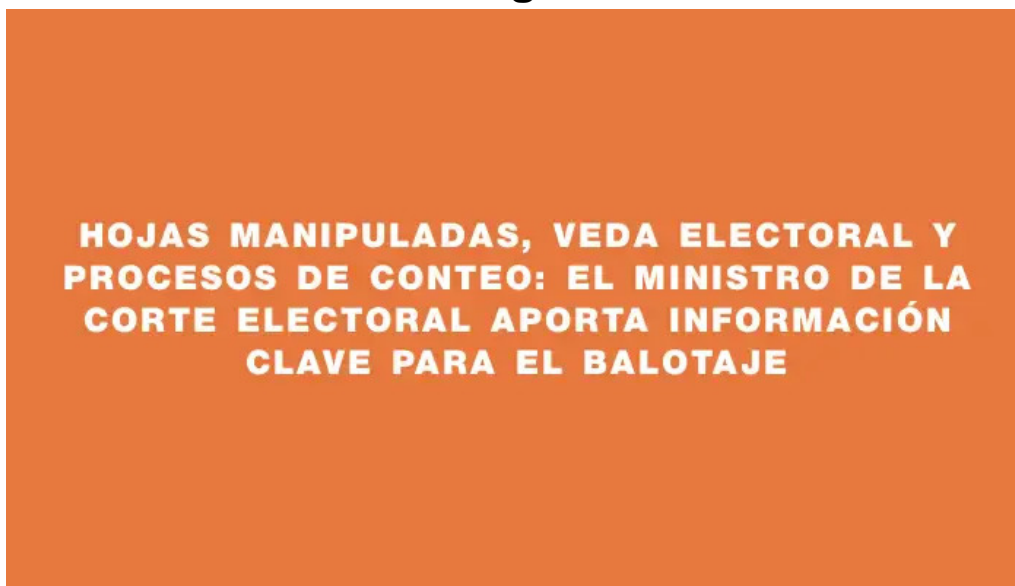 HOJAS MANIPULADAS, VEDA ELECTORAL Y
PROCESOS DE CONTEO: EL MINISTRO DE LA
CORTE ELECTORAL APORTA INFORMACIÓN
CLAVE PARA EL BALOTAJE